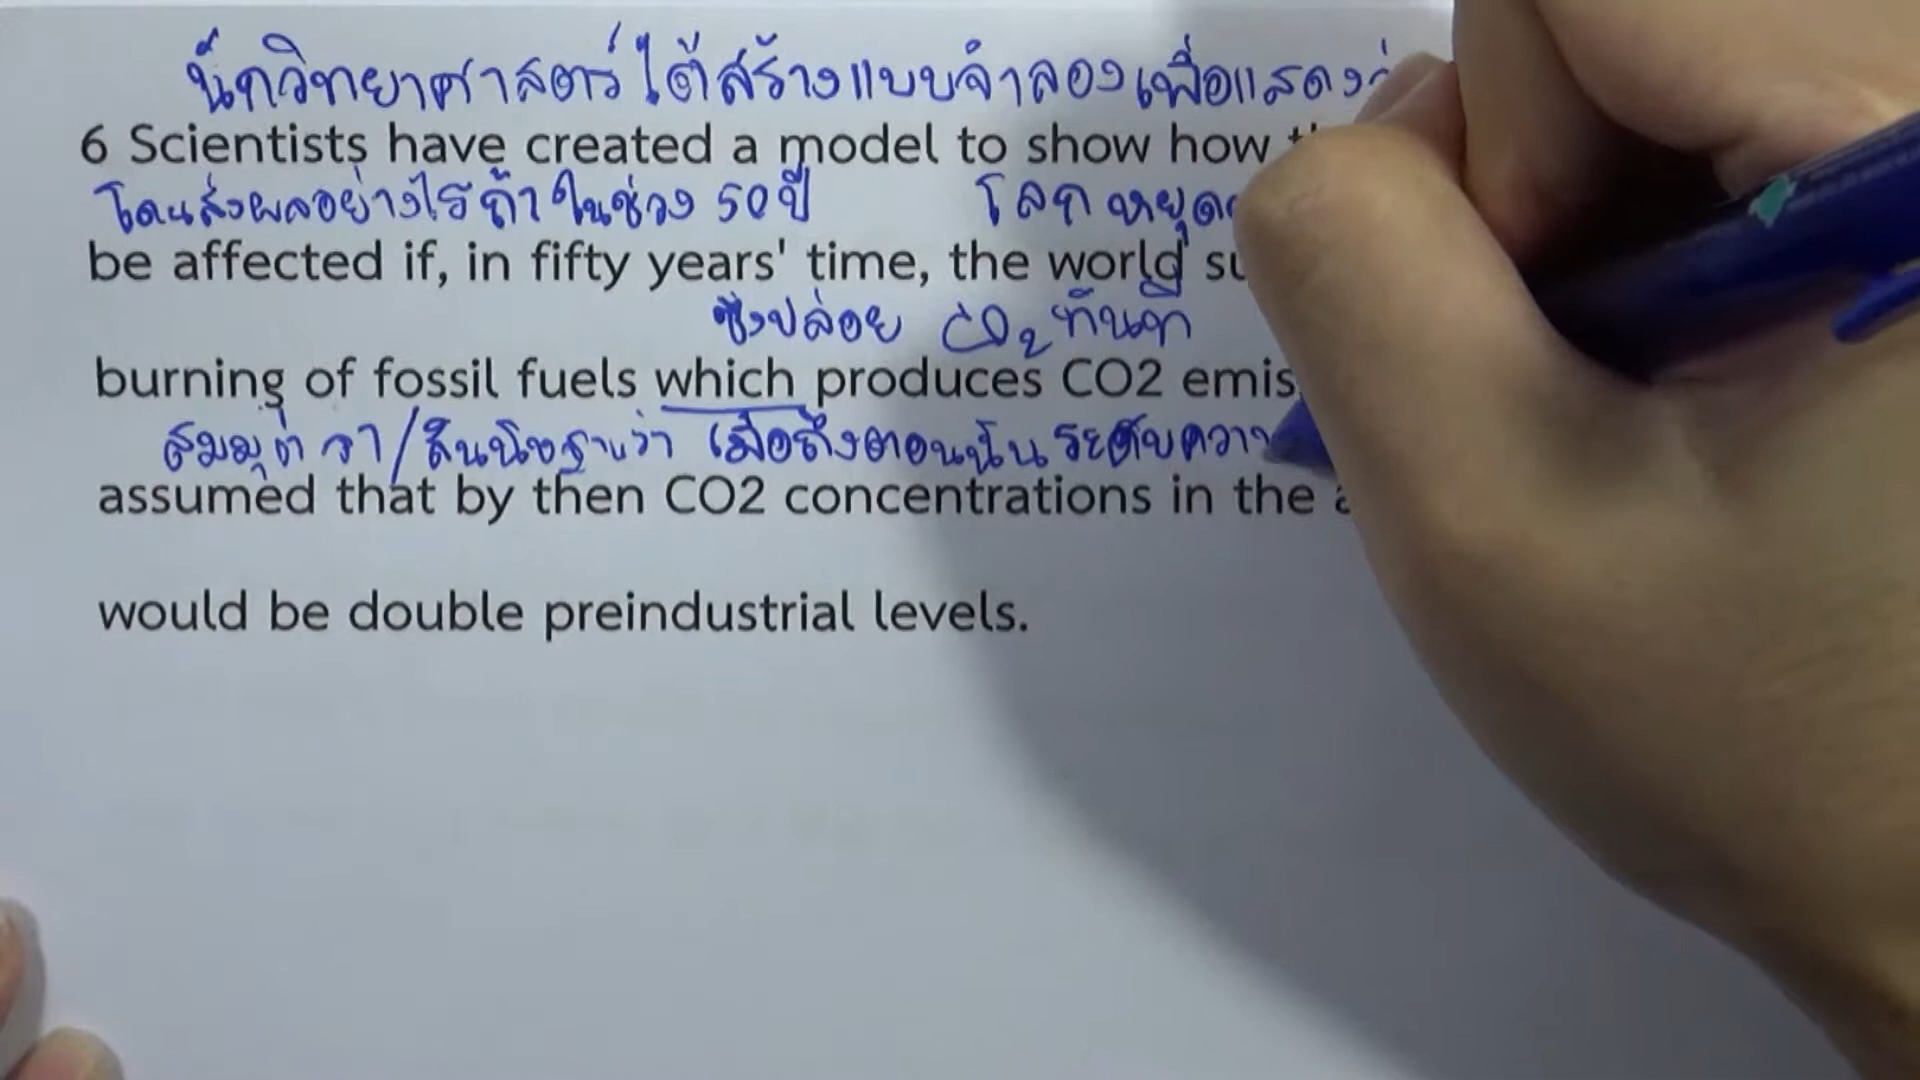 นักวิทยาศาสตร์ ได้สร้างแบบจำลองเพื่อแสดงว่
6 Scientists have created a model to show how
โดนส่งผลอย่างไร ถ้า ในช่วง 50 ปี โลก หยุด
be affected if, in fifty years' time, the world su
ซึ่งปล่อย CO2 ทันที
burning of fossil fuels which produces CO2 emis
สมมุติ ว่า / สันนิษฐานว่า เมื่อถึงตอนนั้น ระดับความ
assumed that by then CO2 concentrations in the a
would be double preindustrial levels.